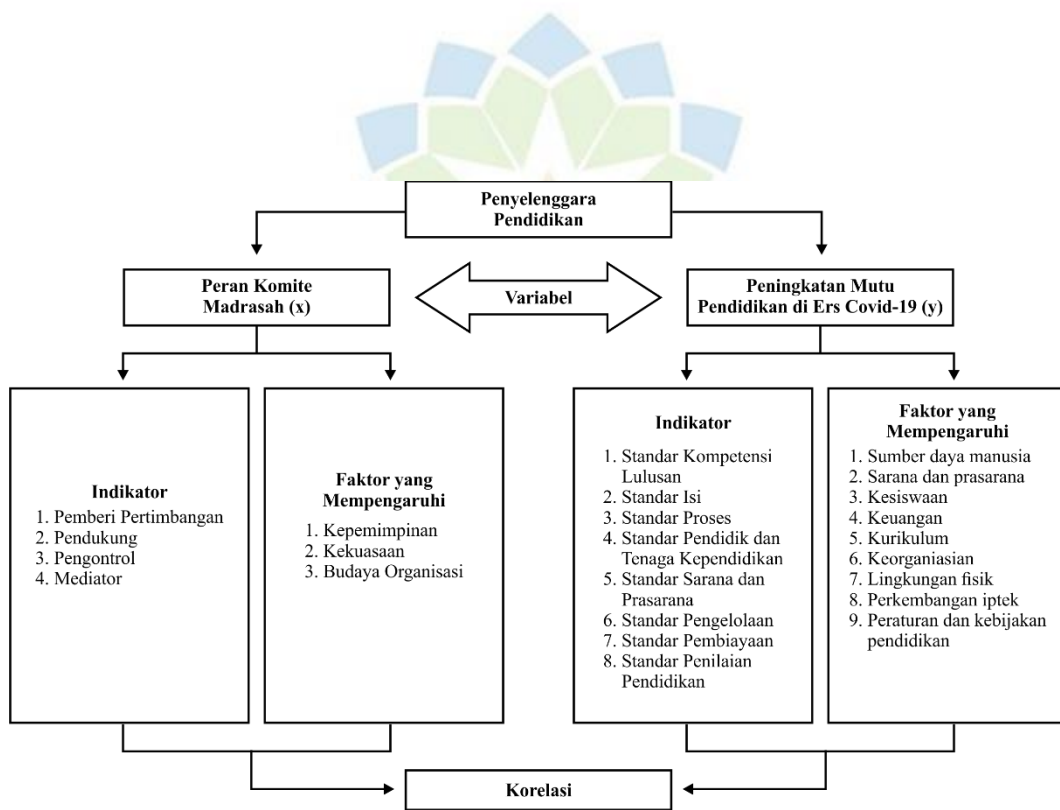 Penyelenggara
Pendidikan
Peran Komite
Madrasah (x)
Variabel
Peningkatan Mutu
Pendidikan di Ers Covid-19 (y)
Indikator
1. Pemberi Pertimbangan
2. Pendukung
3. Pengontrol
4. Mediator
Faktor yang
Mempengaruhi
1. Kepemimpinan
2. Kekuasaan
3. Budaya Organisasi
Indikator
1. Standar Kompetensi
Lulusan
2. Standar Isi
3. Standar Proses
4. Standar Pendidik dan
Tenaga Kependidikan
5. Standar Sarana dan
Prasarana
6. Standar Pengelolaan
7. Standar Pembiayaan
8. Standar Penilaian
Pendidikan
Faktor yang
Mempengaruhi
1. Sumber daya manusia
2. Sarana dan prasarana
3. Kesiswaan
4. Keuangan
5. Kurikulum
6. Keorganiasian
7. Lingkungan fisik
8. Perkembangan iptek
9. Peraturan dan kebijakan
pendidikan
Korelasi